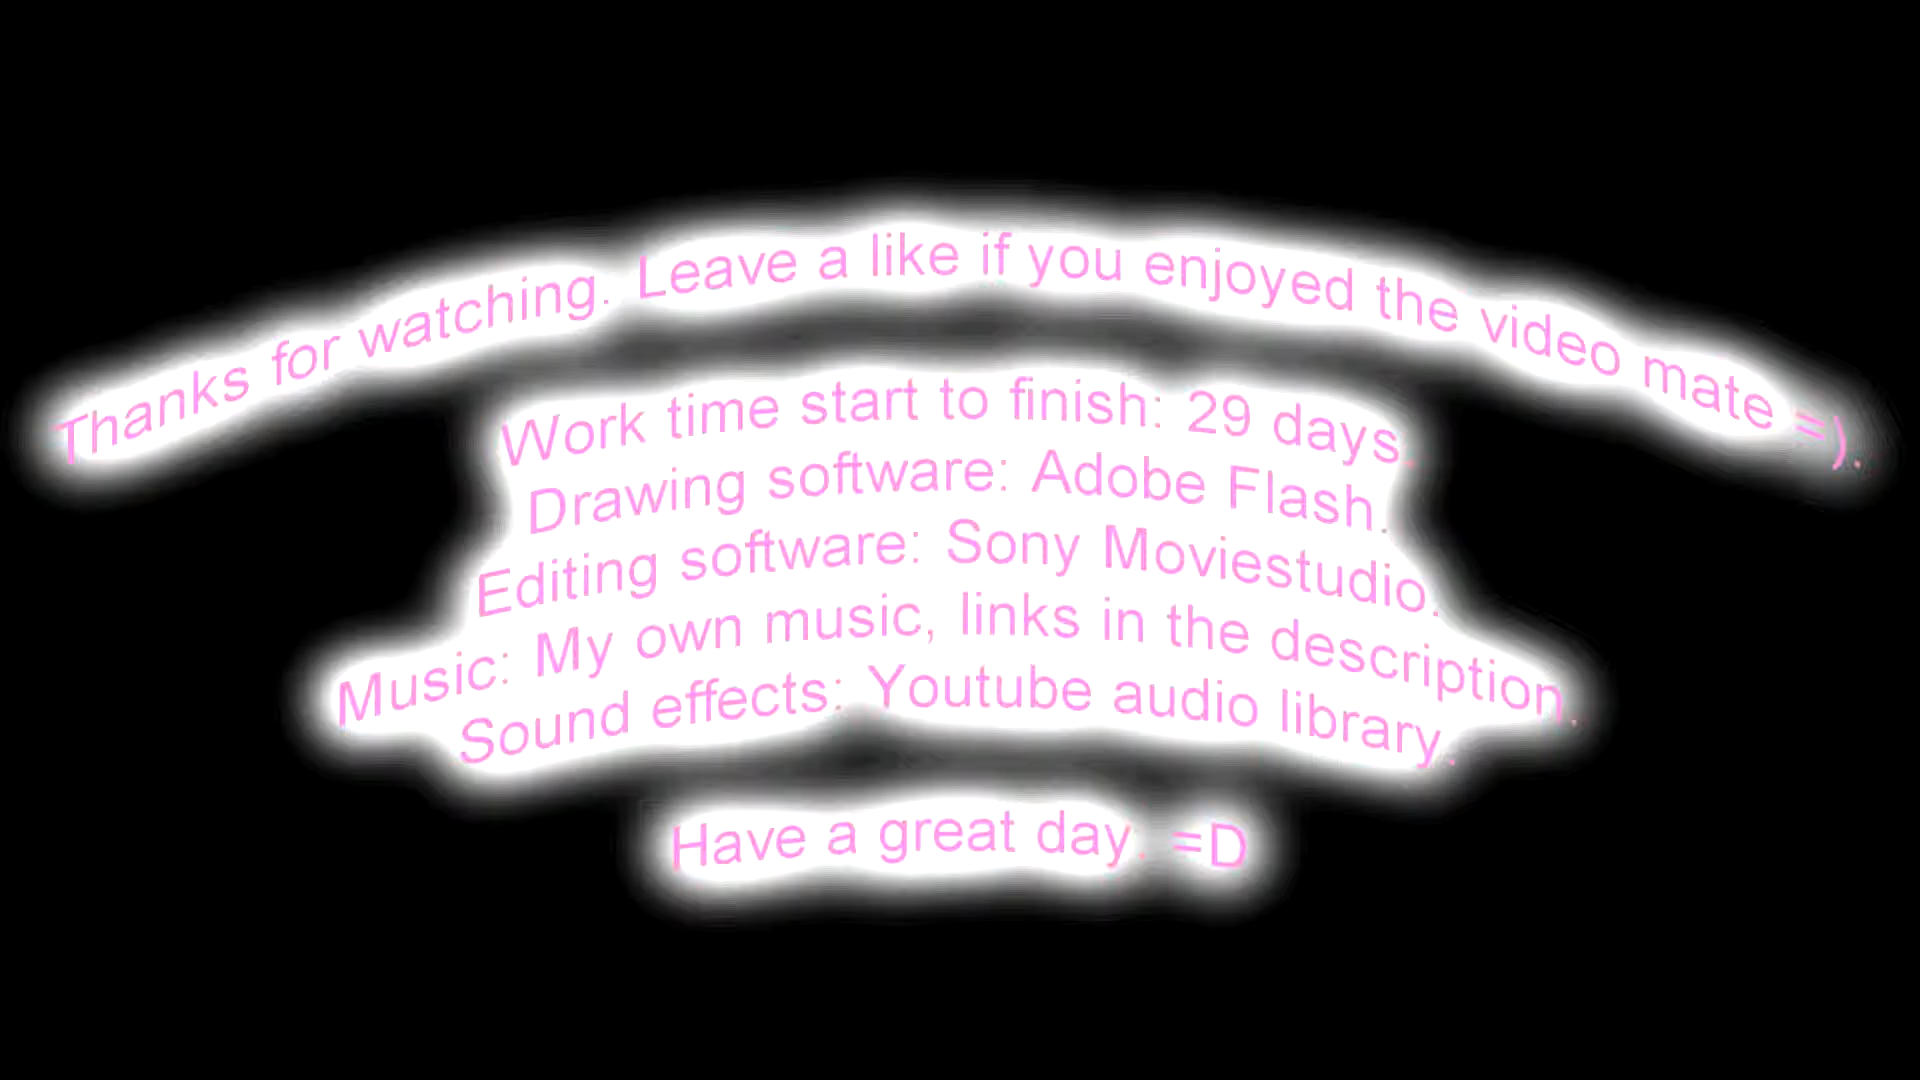 Thanks for watching. Leave a like if you enjoyed the video mate =).
Work time start to finish: 29 days.
Drawing software: Adobe Flash.
Editing software: Sony Moviestudio.
Music: My own music, links in the description.
Sound effects: Youtube audio library.
Have a great day. =D